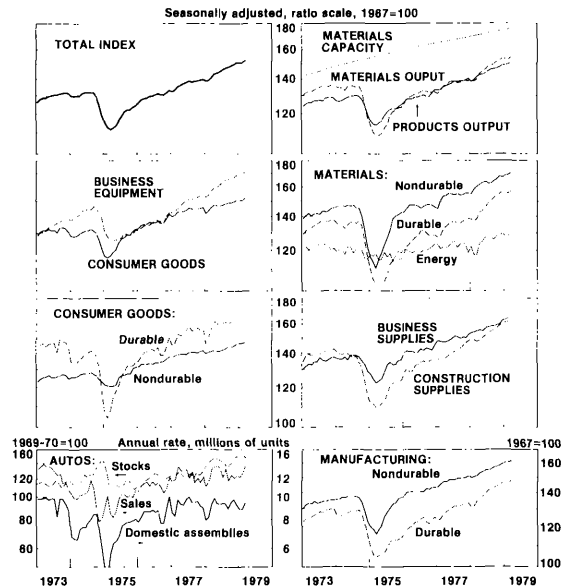 Seasonally adjusted, ratio scale, 1967=100
TOTAL INDEX
180
160
140
120
MATERIALS
CAPACITY
MATERIALS OUPUT
PRODUCTS OUTPUT
BUSINESS
EQUIPMENT
CONSUMER GOODS
180
160
140
120
MATERIALS:
Nondurable
Durable
Energy
CONSUMER GOODS:
Durable
Nondurable
180
160
140
120
100
BUSINESS
SUPPLIES
CONSTRUCTION
SUPPLIES
1969-70=100
Annual rate, millions of units
1967=100
180
120
100
80
60
AUTOS:
Stocks
Sales
Domestic assemblies
16
12
10
8
6
MANUFACTURING:
Nondurable
Durable
160
140
120
100
1973 1975 1977 1979
1973 1975 1977 1979